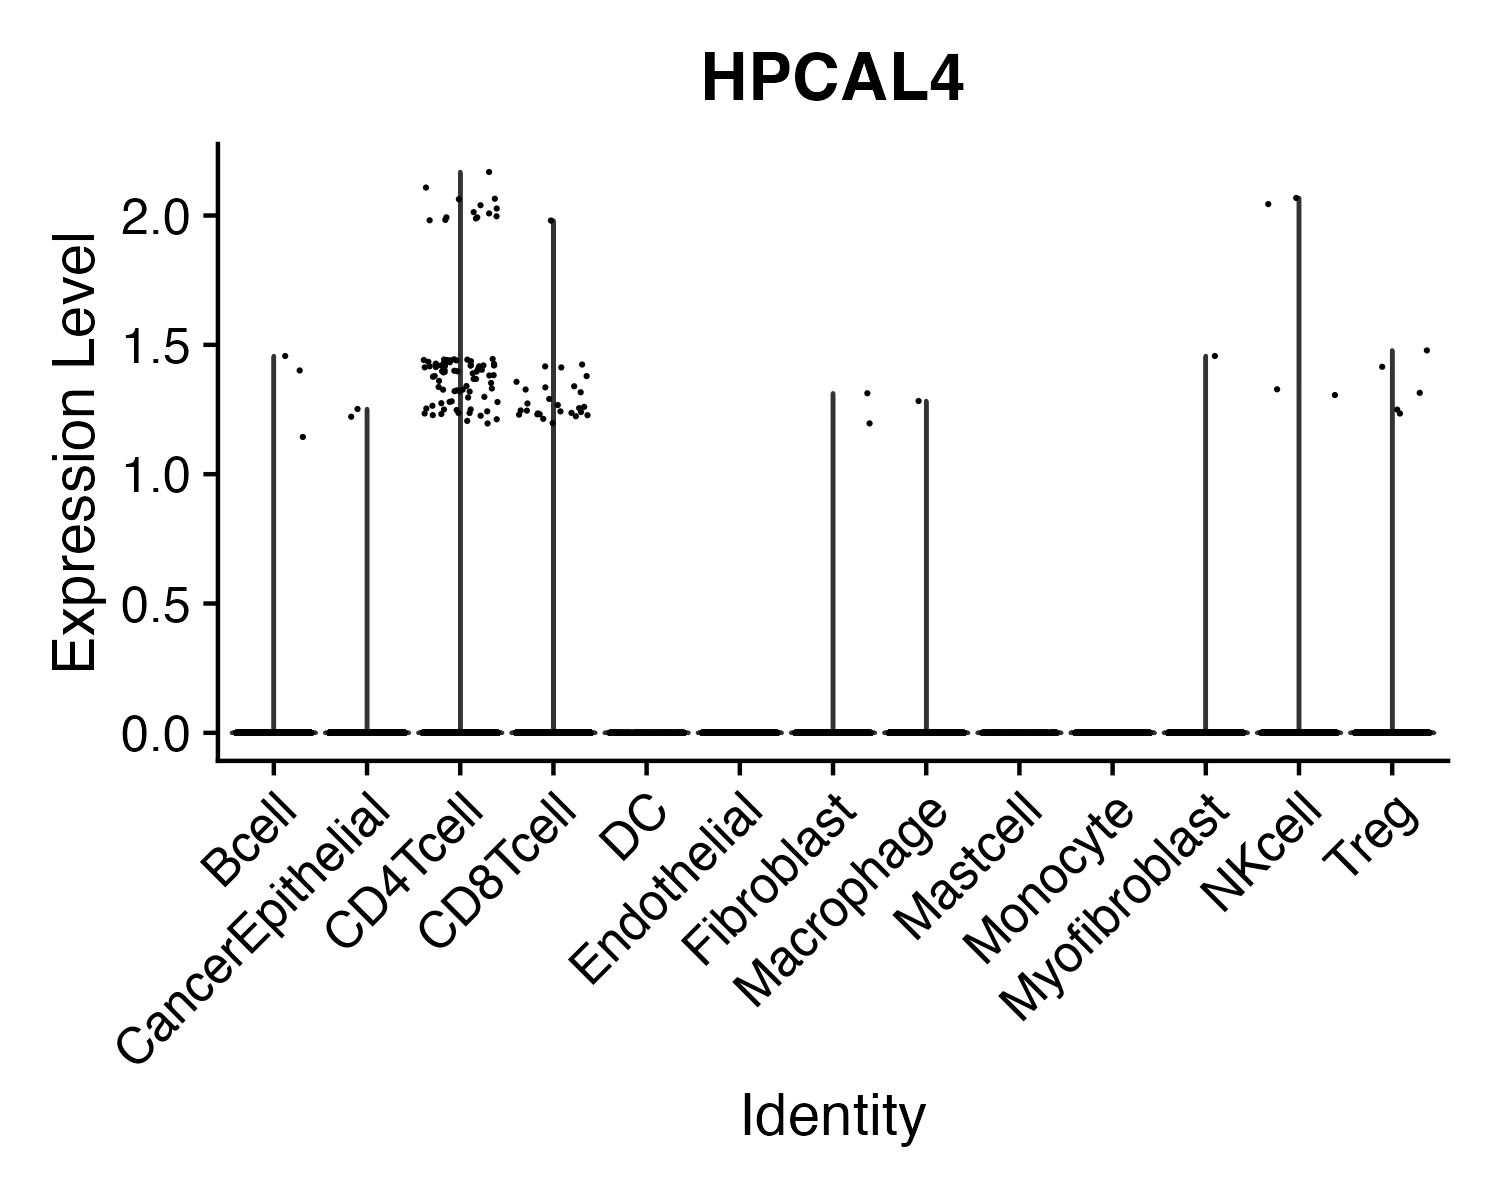 HPCAL4
Expression Level
2.0
1.5
1.0
0.5
0.0
Bcell
CancerEpithelial
CD4Tcell
CD8Tcell
DC
Endothelial
Fibroblast
Macrophage
Mastcell
Monocyte
Myofibroblast
NKcell
Treg
Identity